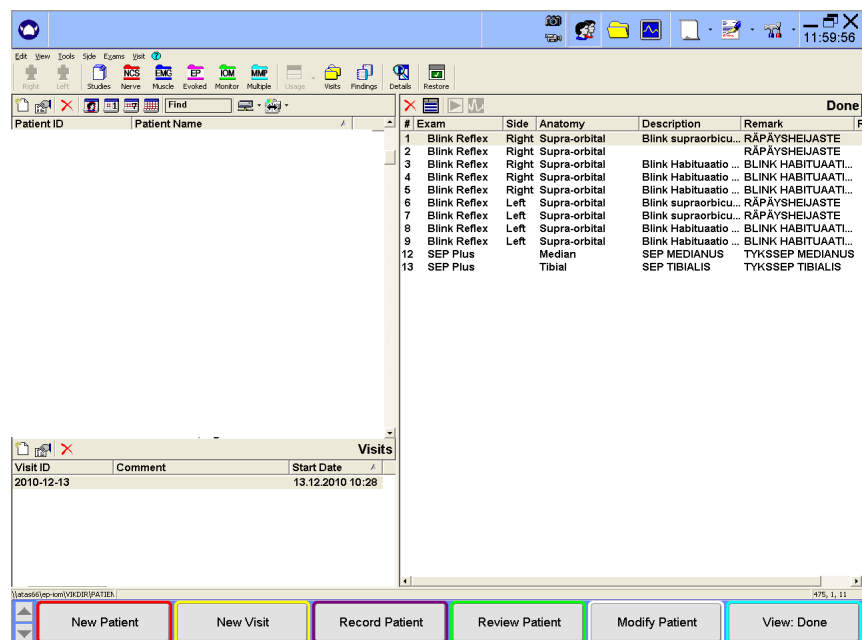 11:59:56
Edit View Tools Side Exams Visit
NCS EMG EP IOM MMP
Right Left Studies Nerve Muscle Evoked Monitor Multiple Usage Visits Findings Details Restore
Find
Done
Patient ID Patient Name
# Exam Side Anatomy Description Remark F
1 Blink Reflex Right Supra-orbital Blink supraorbicu... RÄPÄYSHEIJASTE
2 Blink Reflex Right Supra-orbital RÄPÄYSHEIJASTE
3 Blink Reflex Right Supra-orbital Blink Habituaatio ... BLINK HABITUAATI...
4 Blink Reflex Right Supra-orbital Blink Habituaatio ... BLINK HABITUAATI...
5 Blink Reflex Right Supra-orbital Blink Habituaatio ... BLINK HABITUAATI...
6 Blink Reflex Left Supra-orbital Blink supraorbicu... RÄPÄYSHEIJASTE
7 Blink Reflex Left Supra-orbital Blink supraorbicu... RÄPÄYSHEIJASTE
8 Blink Reflex Left Supra-orbital Blink Habituaatio ... BLINK HABITUAATI...
9 Blink Reflex Left Supra-orbital Blink Habituaatio ... BLINK HABITUAATI...
12 SEP Plus Median SEP MEDIANUS TYKSSEP MEDIANUS
13 SEP Plus Tibial SEP TIBIALIS TYKSSEP TIBIALIS
Visits
Visit ID Comment Start Date
2010-12-13 13.12.2010 10:28
\\atas66\ep-iom\VIKDIR\PATIEN
475, 1, 11
New Patient New Visit Record Patient Review Patient Modify Patient View: Done